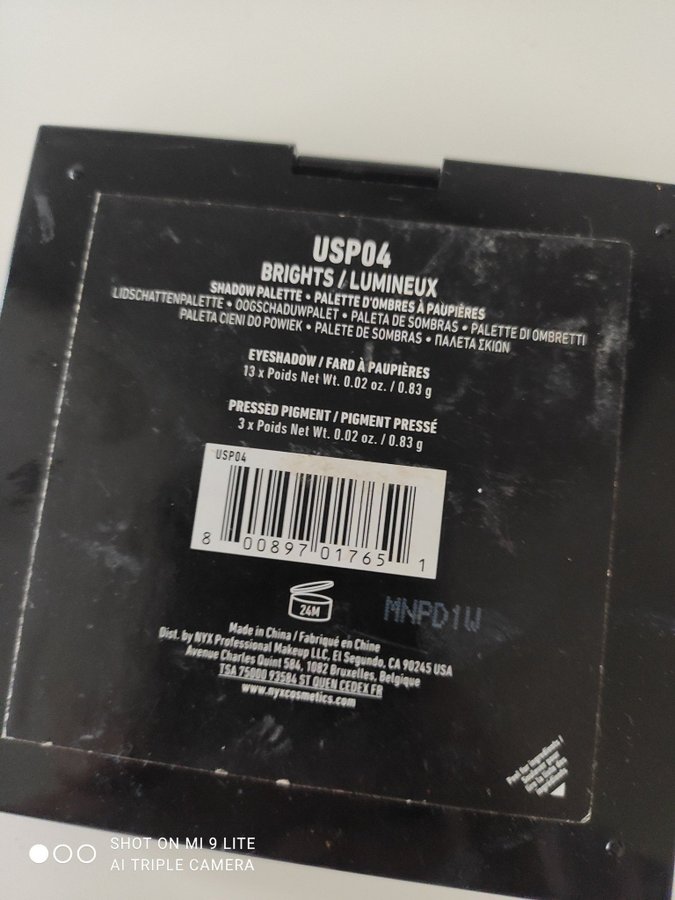 USP04
BRIGHTS / LUMINEUX
SHADOW PALETTE • PALETTE D'OMBRES À PAUPIÈRES
LIDSCHATTENPALETTE • OOGSCHADUWPALET • PALETA DE SOMBRAS • PALETTE DI OMBRETTI
PALETA CIENI DO POWIEK • PALETE DE SOMBRAS • ΠΑΛΕΤΑ ΣΚΙΩΝ
EYESHADOW / FARD À PAUPIÈRES
13 x Poids Net Wt. 0.02 oz. / 0.83 g
PRESSED PIGMENT / PIGMENT PRESSÉ
3 x Poids Net Wt. 0.02 oz. / 0.83 g
USP04
8 00897 01765 1
24M
MNPD1W
Made in China / Fabriqué en Chine
Dist. by NYX Professional Makeup LLC, El Segundo, CA 90245 USA
Avenue Charles Quint 584, 1082 Bruxelles, Belgique
TSA 75000 93584 ST OUEN CEDEX FR
www.nyxcosmetics.com
Peel for ingredients /
SHOT ON MI 9 LITE
AI TRIPLE CAMERA